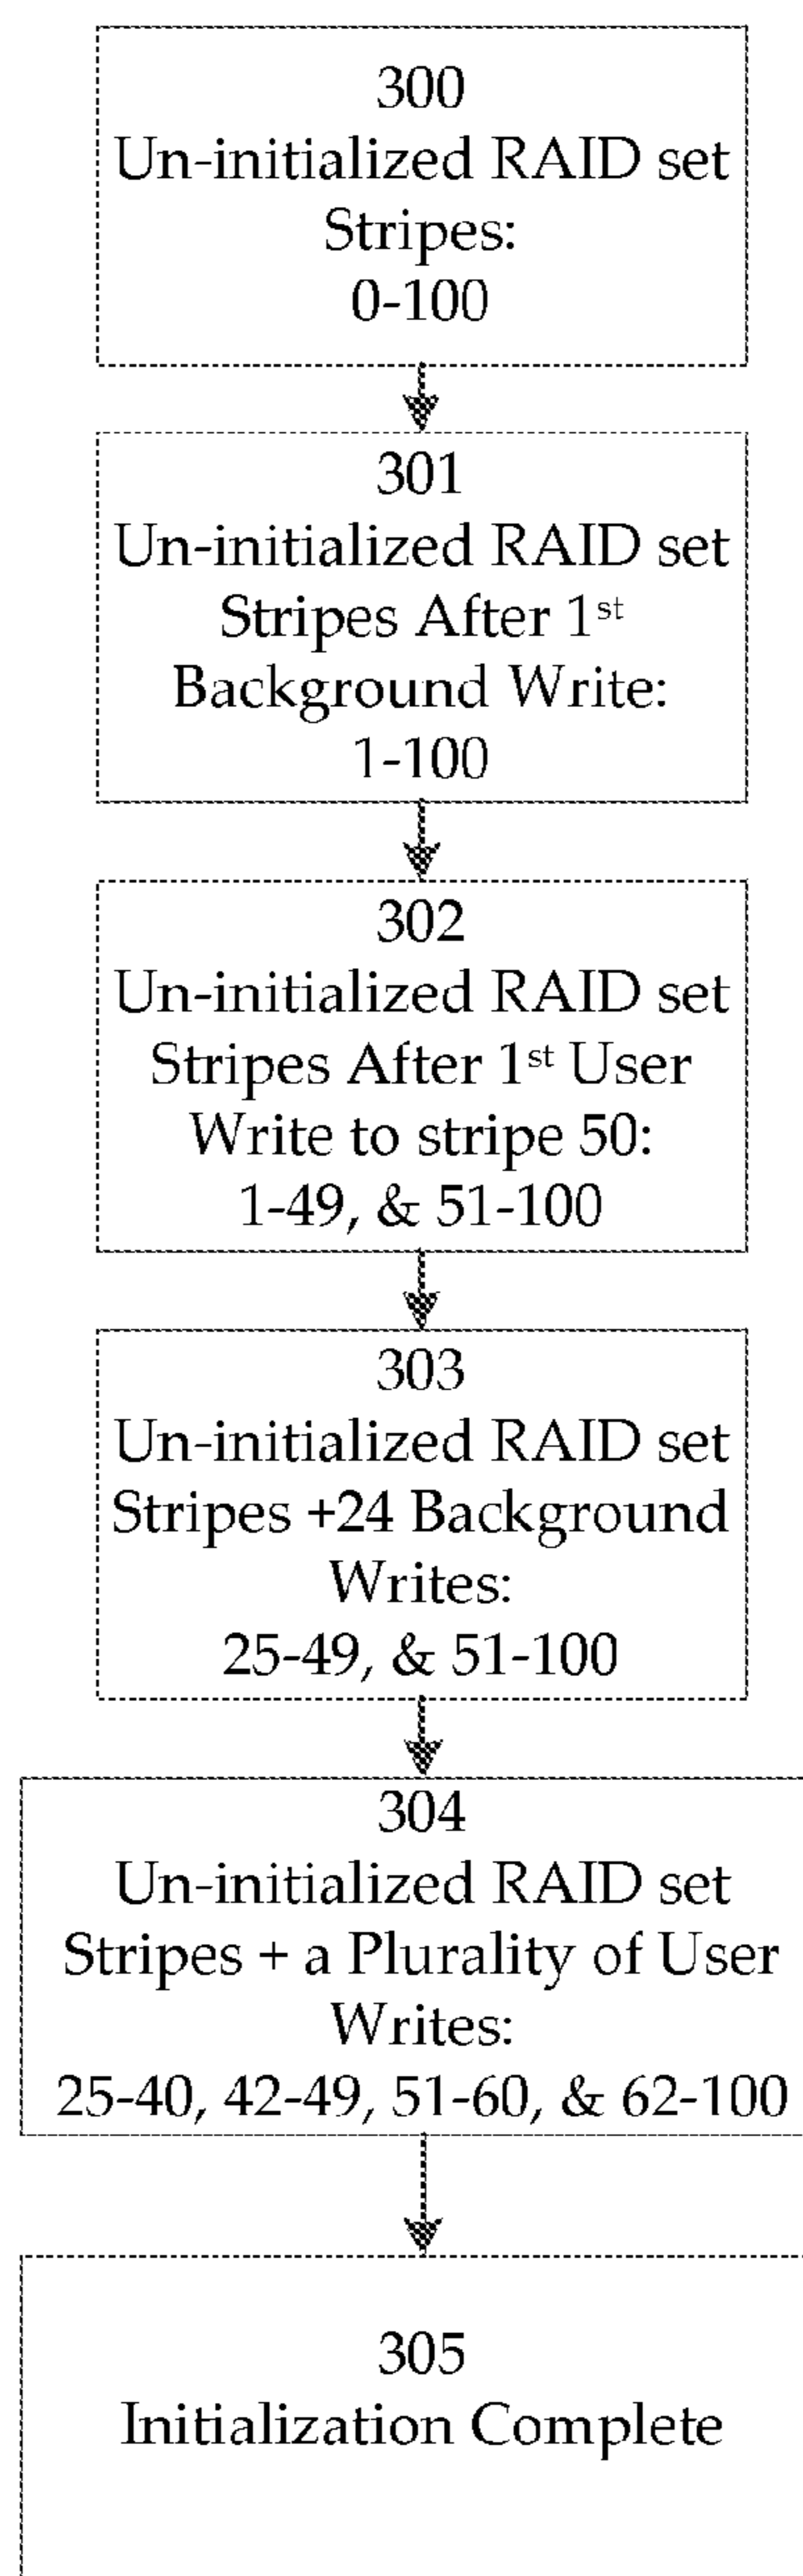 300
Un-initialized RAID set
Stripes:
0-100
301
Un-initialized RAID set
Stripes After 1st
Background Write:
1-100
302
Un-initialized RAID set
Stripes After 1st User
Write to stripe 50:
1-49, & 51-100
303
Un-initialized RAID set
Stripes +24 Background
Writes:
25-49, & 51-100
304
Un-initialized RAID set
Stripes + a Plurality of User
Writes:
25-40, 42-49, 51-60, & 62-100
305
Initialization Complete